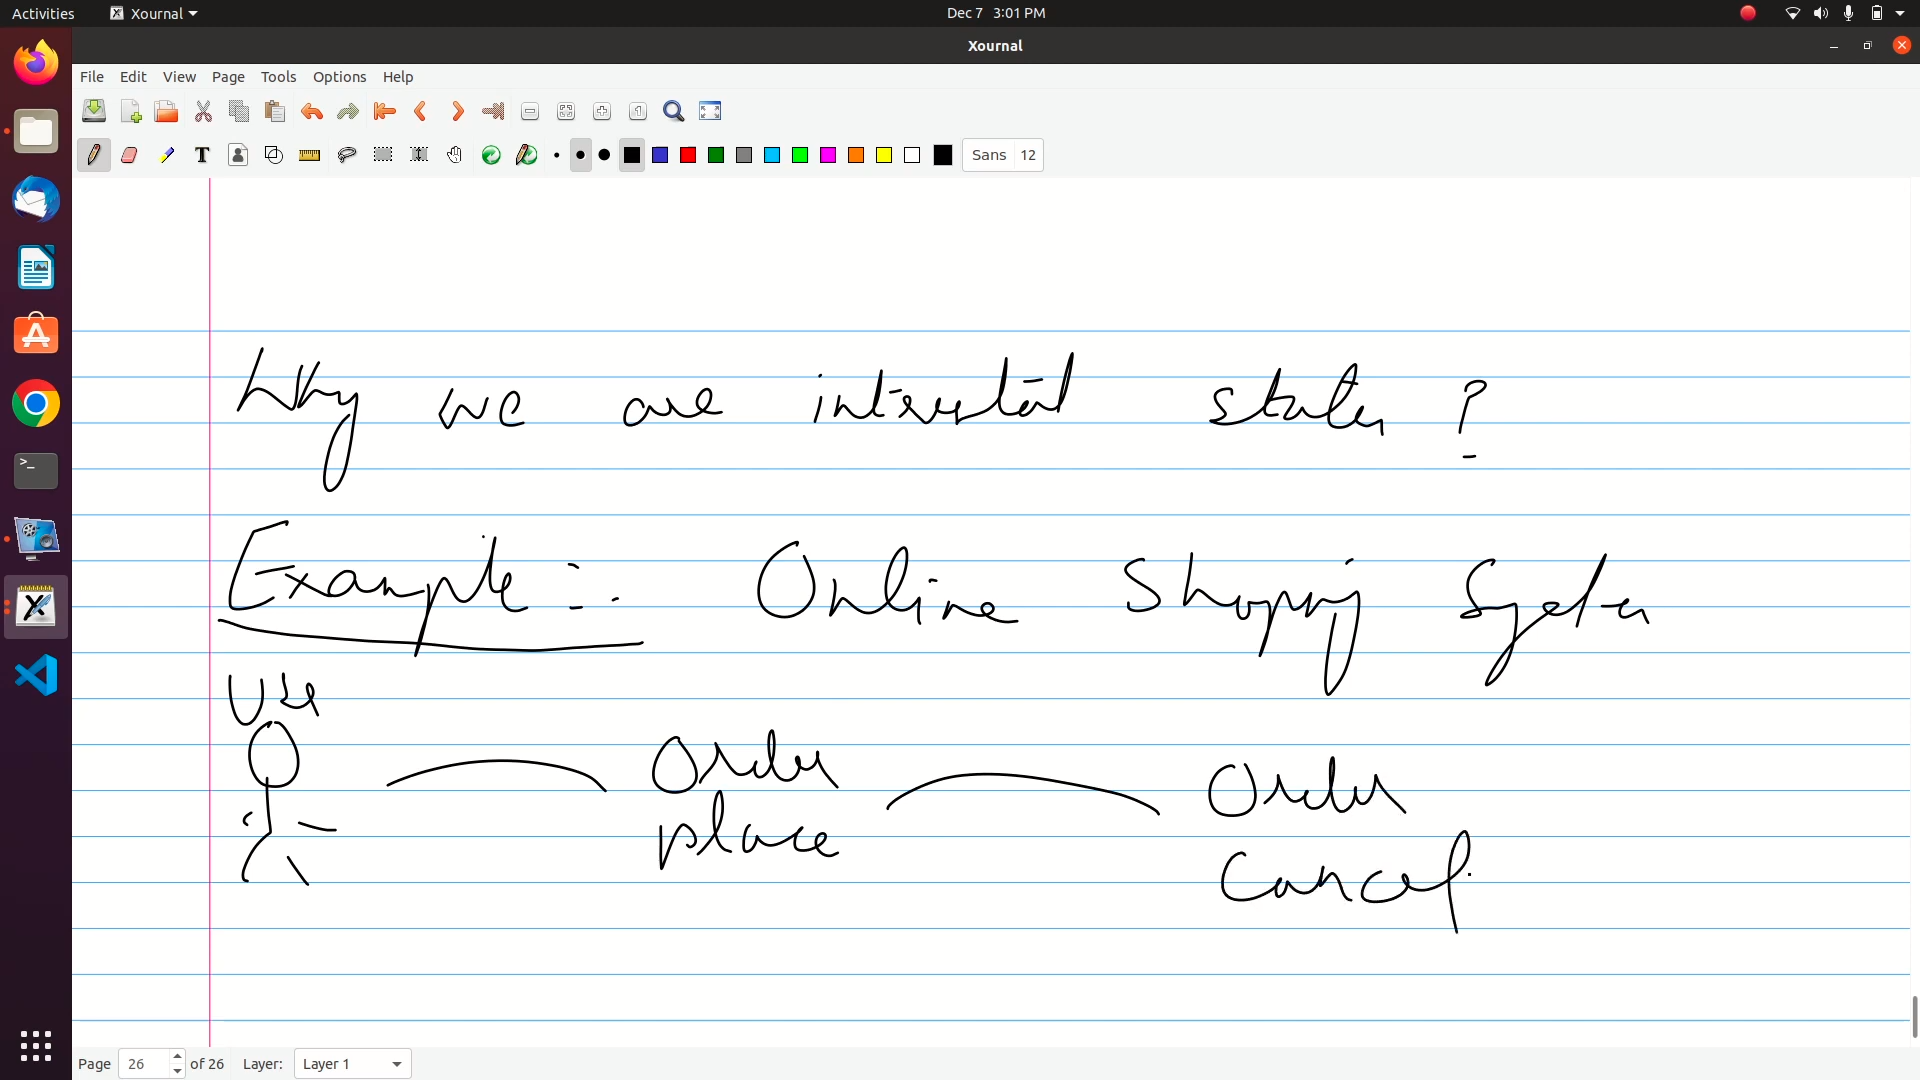 Activities Xournal Dec 7 3:01 PM
Xournal
File Edit View Page Tools Options Help
Sans 12
Why we are interested states ?
Example :- Online Shopping System
User
Order Order
place Cancel
Page 26 of 26 Layer: Layer 1